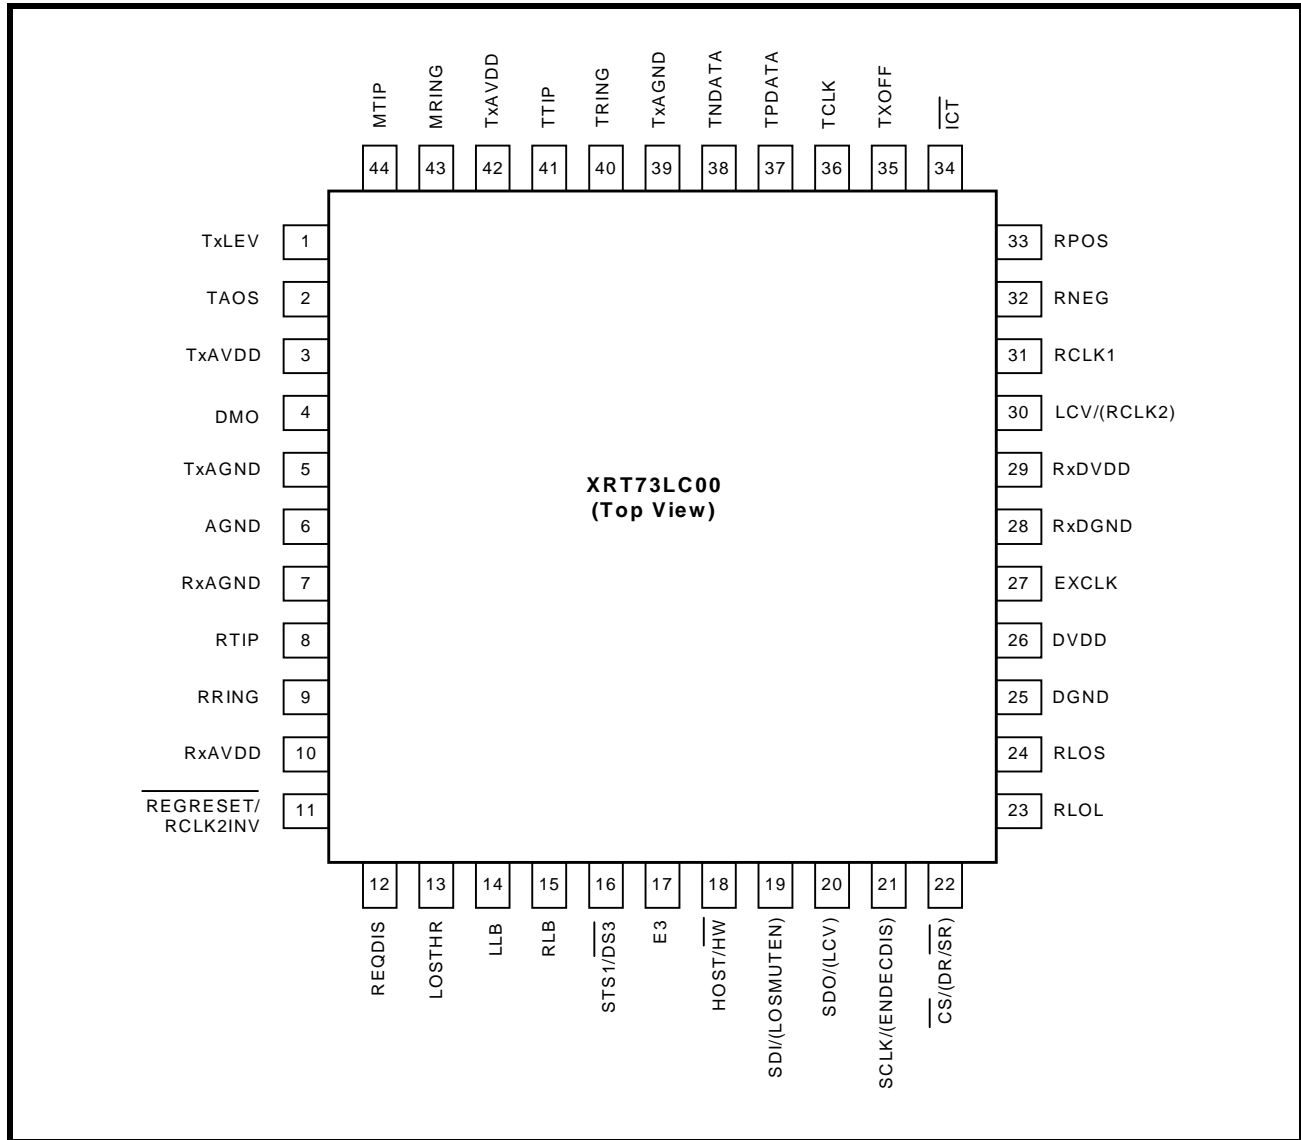 MTIP
MRING
TxAVDD
TTIP
TRING
TxAGND
TNDATA
TPDATA
TCLK
TXOFF
ICT
44
43
42
41
40
39
38
37
36
35
34
TxLEV 1
TAOS 2
TxAVDD 3
DMO 4
TxAGND 5
AGND 6
RxAGND 7
RTIP 8
RRING 9
RxAVDD 10
REGRESET/
RCLK2INV
11
XRT73LC00
(Top View)
33 RPOS
32 RNEG
31 RCLK1
30 LCV/(RCLK2)
29 RxDVDD
28 RxDGND
27 EXCLK
26 DVDD
25 DGND
24 RLOS
23 RLOL
12
13
14
15
16
17
18
19
20
21
22
REQDIS
LOSTHR
LLB
RLB
STS1/DS3
E3
HOST/HW
SDI/(LOSMUTEN)
SDO/(LCV)
SCLK/(ENDECDIS)
CS/(DR/SR)